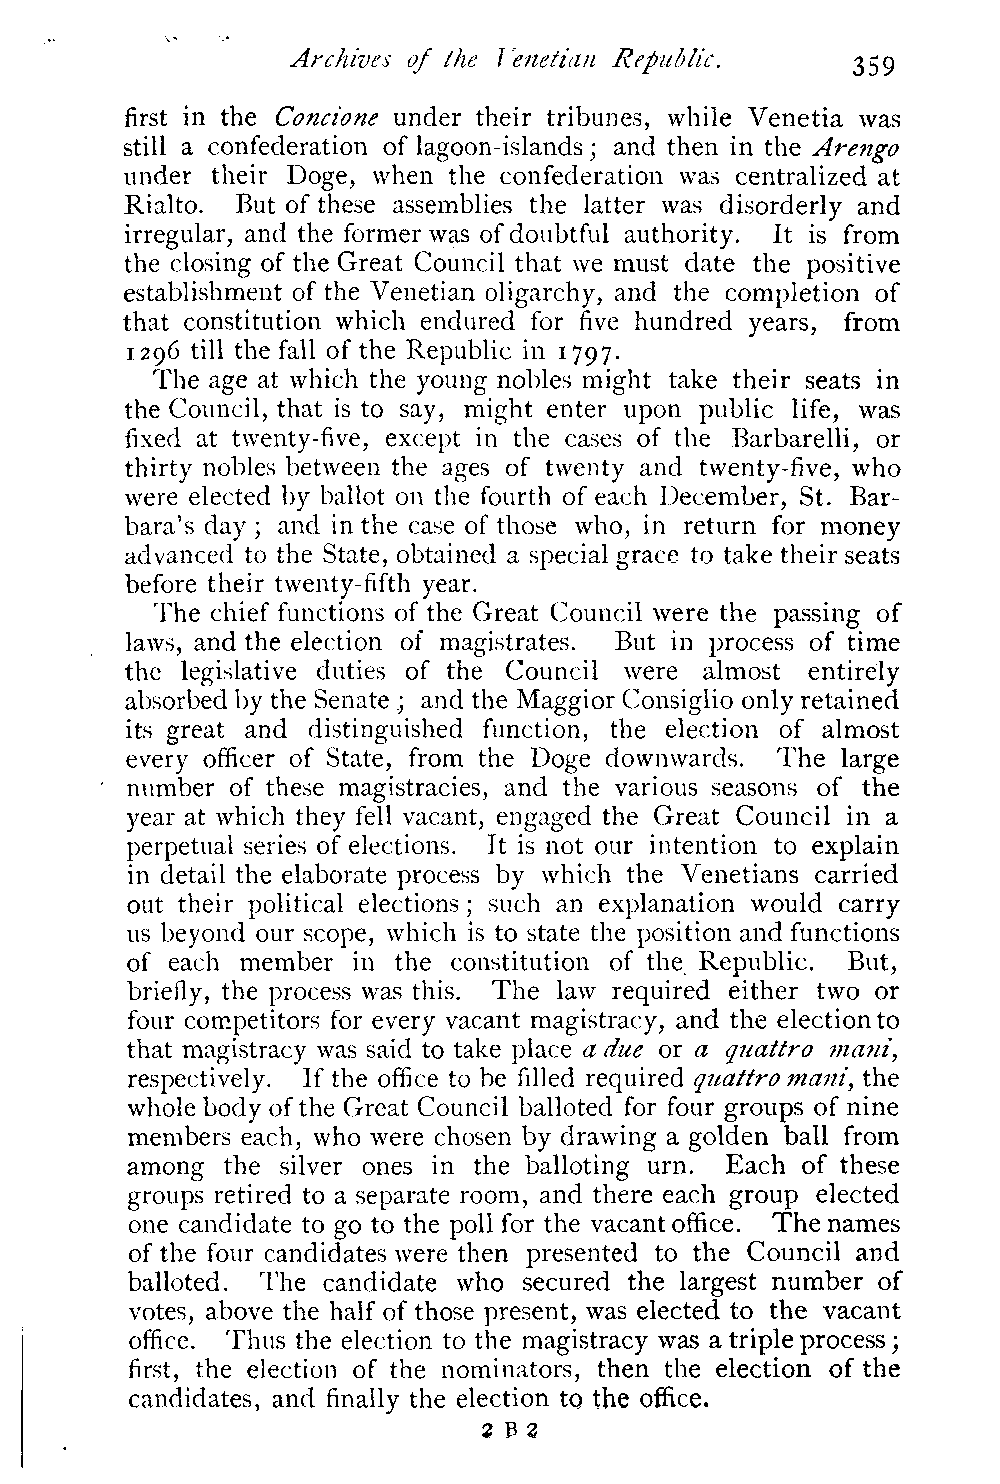 Archives of the Venetian Republic. 359
first in the Concione under their tribunes, while Venetia was
still a confederation of lagoon-islands; and then in the Arengo
under their Doge, when the confederation was centralized at
Rialto. But of these assemblies the latter was disorderly and
irregular, and the former was of doubtful authority. It is from
the closing of the Great Council that we must date the positive
establishment of the Venetian oligarchy, and the completion of
that constitution which endured for five hundred years, from
1296 till the fall of the Republic in 1797.
The age at which the young nobles might take their seats in
the Council, that is to say, might enter upon public life, was
fixed at twenty-five, except in the cases of the Barbarelli, or
thirty nobles between the ages of twenty and twenty-five, who
were elected by ballot on the fourth of each December, St. Bar-
bara's day; and in the case of those who, in return for money
advanced to the State, obtained a special grace to take their seats
before their twenty-fifth year.
The chief functions of the Great Council were the passing of
laws, and the election of magistrates. But in process of time
the legislative duties of the Council were almost entirely
absorbed by the Senate; and the Maggior Consiglio only retained
its great and distinguished function, the election of almost
every officer of State, from the Doge downwards. The large
number of these magistracies, and the various seasons of the
year at which they fell vacant, engaged the Great Council in a
perpetual series of elections. It is not our intention to explain
in detail the elaborate process by which the Venetians carried
out their political elections; such an explanation would carry
us beyond our scope, which is to state the position and functions
of each member in the constitution of the Republic. But,
briefly, the process was this. The law required either two or
four competitors for every vacant magistracy, and the election to
that magistracy was said to take place a due or a quattro mani,
respectively. If the office to be filled required quattro mani, the
whole body of the Great Council balloted for four groups of nine
members each, who were chosen by drawing a golden ball from
among the silver ones in the balloting urn. Each of these
groups retired to a separate room, and there each group elected
one candidate to go to the poll for the vacant office. The names
of the four candidates were then presented to the Council and
balloted. The candidate who secured the largest number of
votes, above the half of those present, was elected to the vacant
office. Thus the election to the magistracy was a triple process;
first, the election of the nominators, then the election of the
candidates, and finally the election to the office.
2 B 2